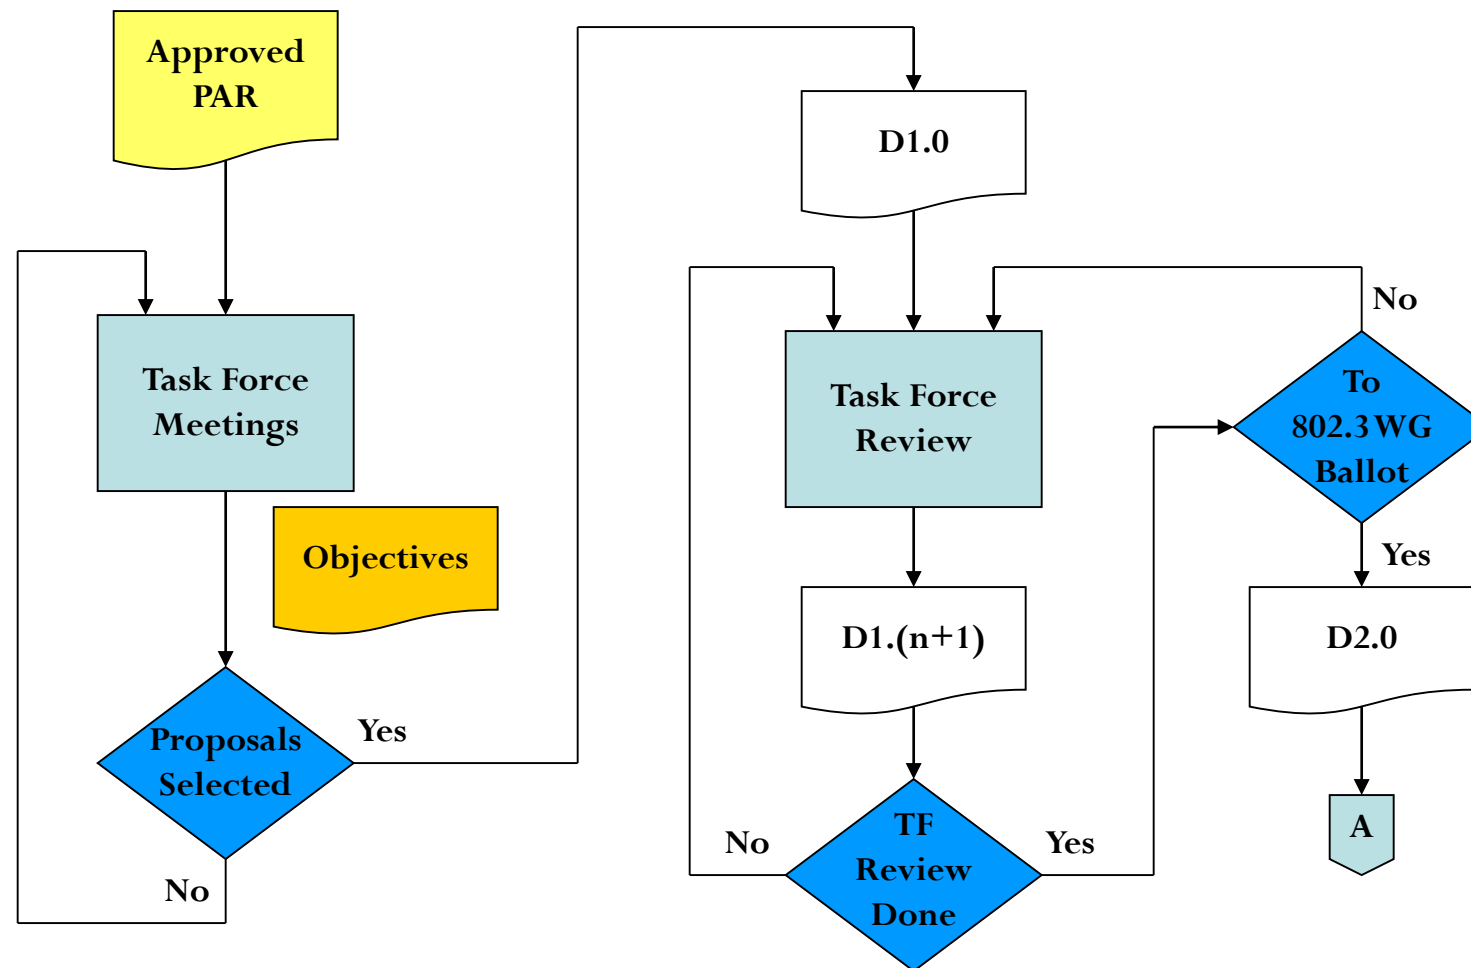 Approved
PAR
Task Force
Meetings
Objectives
Proposals
Selected
Yes
No
D1.0
Task Force
Review
D1.(n+1)
TF
Review
Done
No
Yes
To
802.3 WG
Ballot
No
Yes
D2.0
A